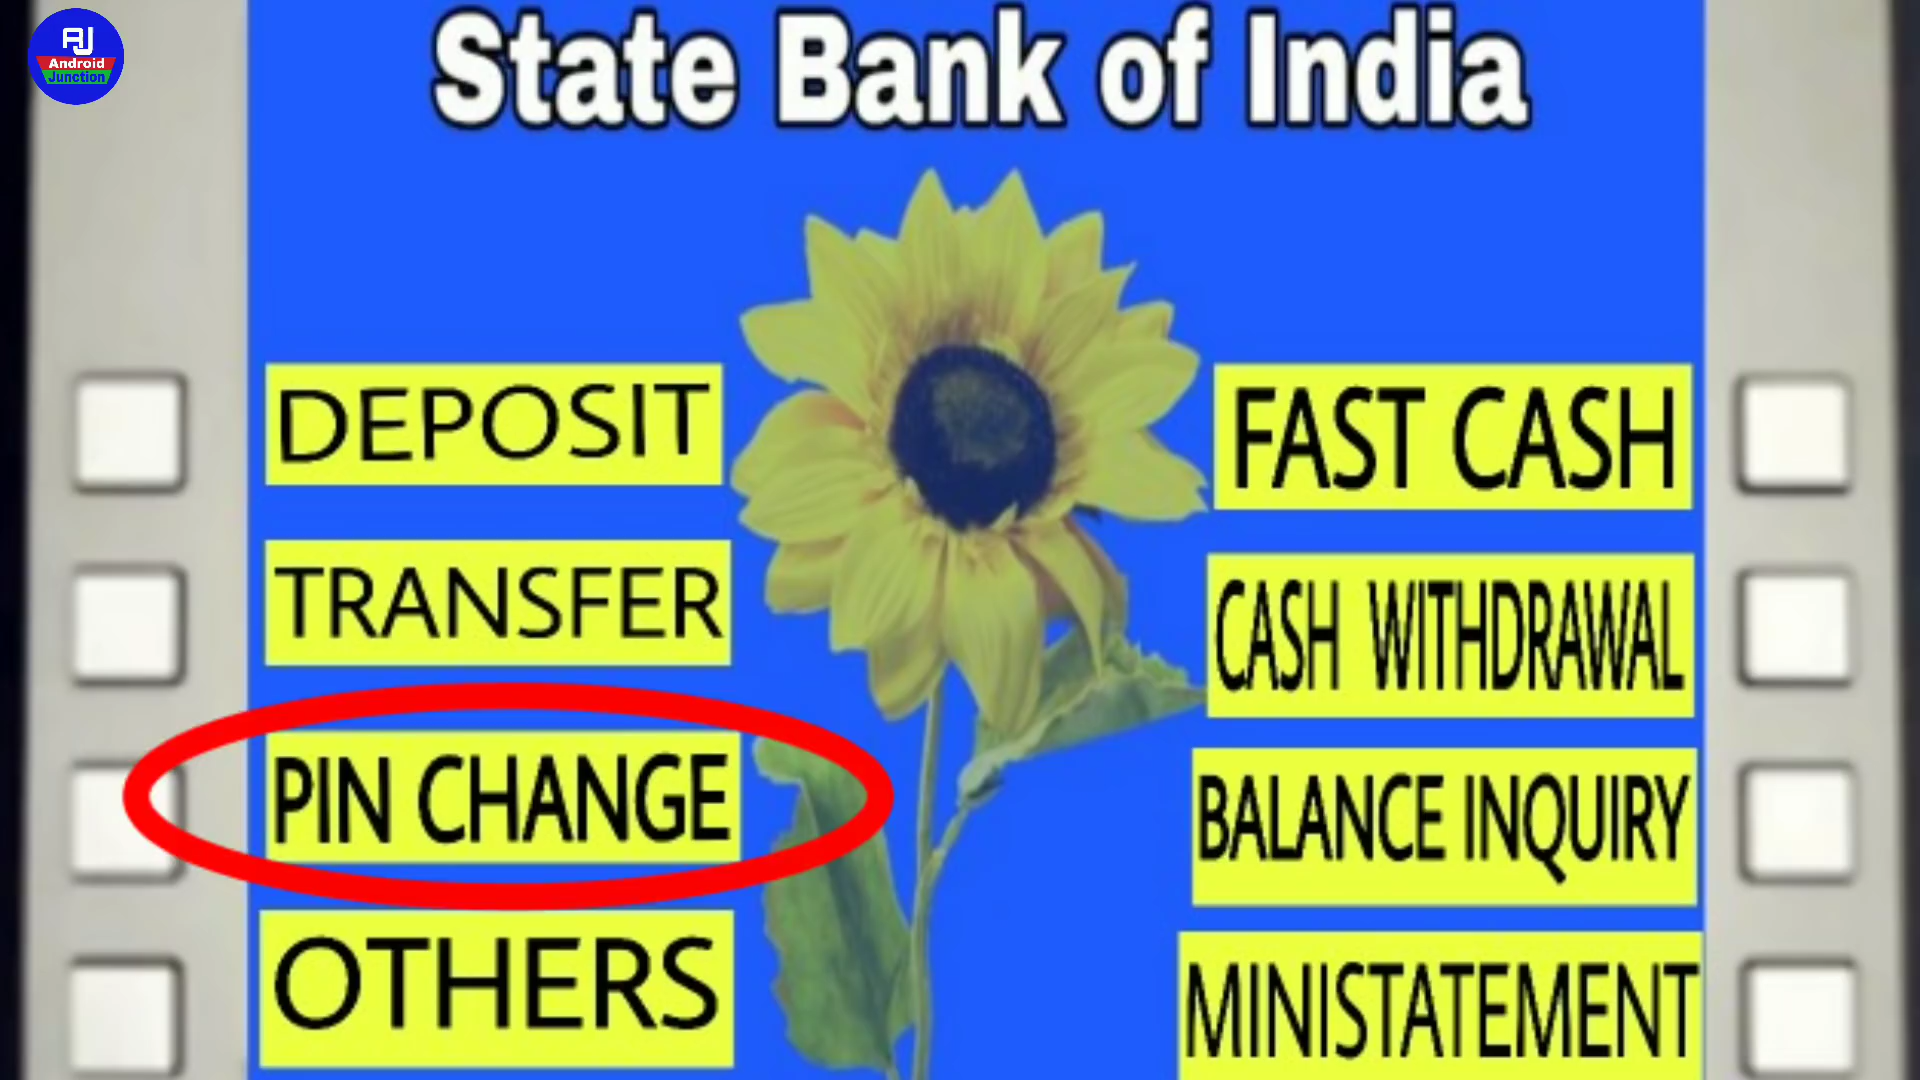 AJ
Android
Junction
State Bank of India
DEPOSIT
FAST CASH
TRANSFER
CASH WITHDRAWAL
PIN CHANGE
BALANCE INQUIRY
OTHERS
MINISTATEMENT